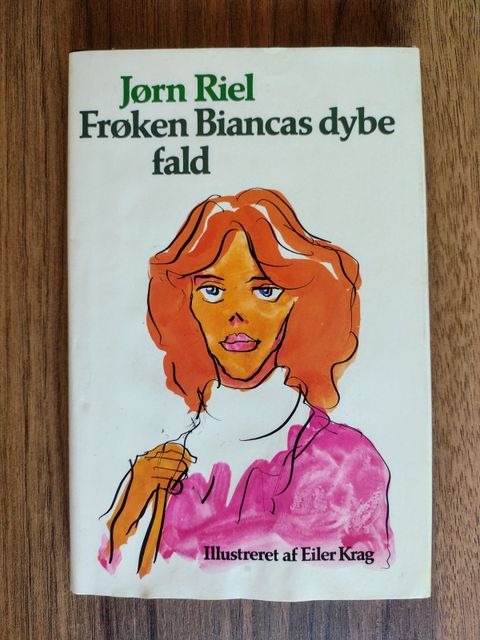 Jørn Riel
Frøken Biancas dybe
fald
Illustreret af Eiler Krag